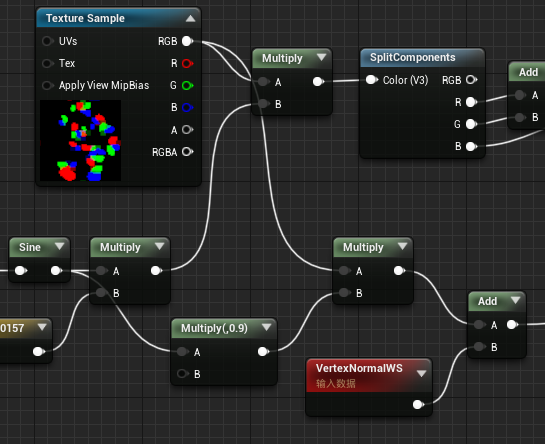 Texture Sample
UVs
RGB
Tex
R
Apply View MipBias
G
B
A
RGBA
Multiply
A
B
SplitComponents
Color (V3)
RGB
R
G
B
Add
A
B
Sine
Multiply
A
B
0157
Multiply(,0.9)
A
B
Multiply
A
B
VertexNormalWS
输入数据
Add
A
B